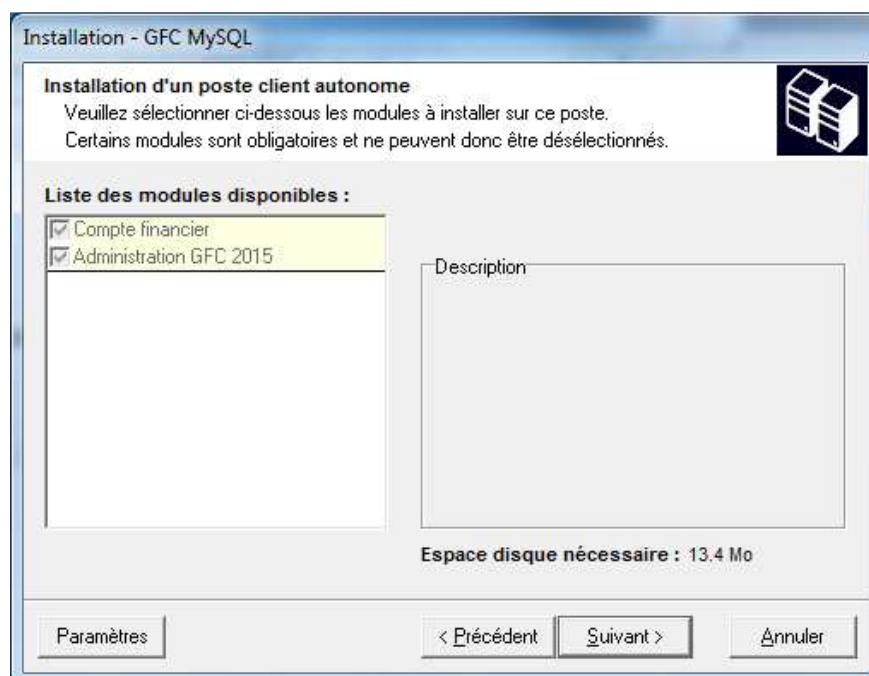 Installation - GFC MySQL
Installation d'un poste client autonome
Veuillez sélectionner ci-dessous les modules à installer sur ce poste.
Certains modules sont obligatoires et ne peuvent donc être désélectionnés.
Liste des modules disponibles :
Compte financier
Administration GFC 2015
Description
Espace disque nécessaire : 13.4 Mo
Paramètres
< Précédent
Suivant >
Annuler